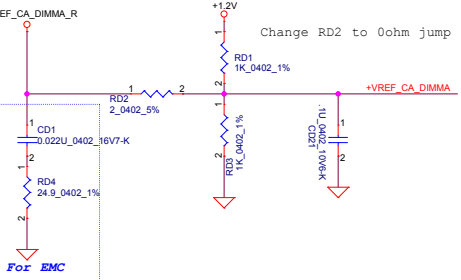 EF_CA_DIMMA_R
+1.2V
Change RD2 to 0ohm jump
1
RD1
1K_0402_1%
2
+VREF_CA_DIMMA
1
2
RD2
2_0402_5%
1
CD1
0.022U_0402_16V7-K
2
1
RD4
24.9_0402_1%
2
1
RD3
1K_0402_1%
2
1
.1U_0402_10V6-K
CD21
2
For EMC